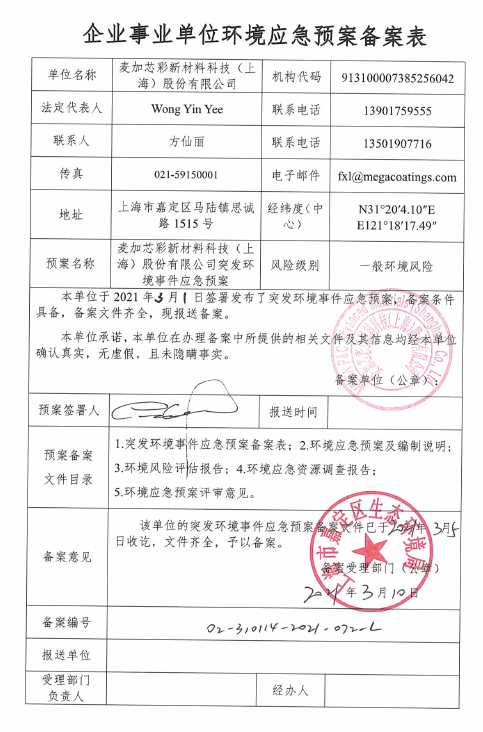 企业事业单位环境应急预案备案表
单位名称
麦加芯彩新材料科技（上
海）股份有限公司
机构代码
913100007385256042
法定代表人
Wong Yin Yee
联系电话
13901759555
联系人
方仙丽
联系电话
13501907716
传真
021-59150001
电子邮件
fxl@megacoatings.com
地址
上海市嘉定区马陆镇思诚
路 1515 号
经纬度（中
心）
N31°20′4.10″E
E121°18′17.49″
预案名称
麦加芯彩新材料科技（上
海）股份有限公司突发环
境事件应急预案
风险级别
一般环境风险
本单位于 2021 年 3 月 1 日签署发布了突发环境事件应急预案，备案条件
具备，备案文件齐全，现报送备案。
本单位承诺，本单位在办理备案中所提供的相关文件及其信息均经本单位
确认真实，无虚假，且未隐瞒事实。
备案单位（公章）：
预案签署人
报送时间
预案备案
文件目录
1.突发环境事件应急预案备案表；2.环境应急预案及编制说明；
3.环境风险评估报告；4.环境应急资源调查报告；
5.环境应急预案评审意见。
备案意见
该单位的突发环境事件应急预案备案文件已于2021年 3月5
日收讫，文件齐全，予以备案。
上海市嘉定区生态环境局
备案受理部门（公章）
2021 年 3 月 10 日
备案编号
02-310114-2021-072-L
报送单位
受理部门
负责人
经办人